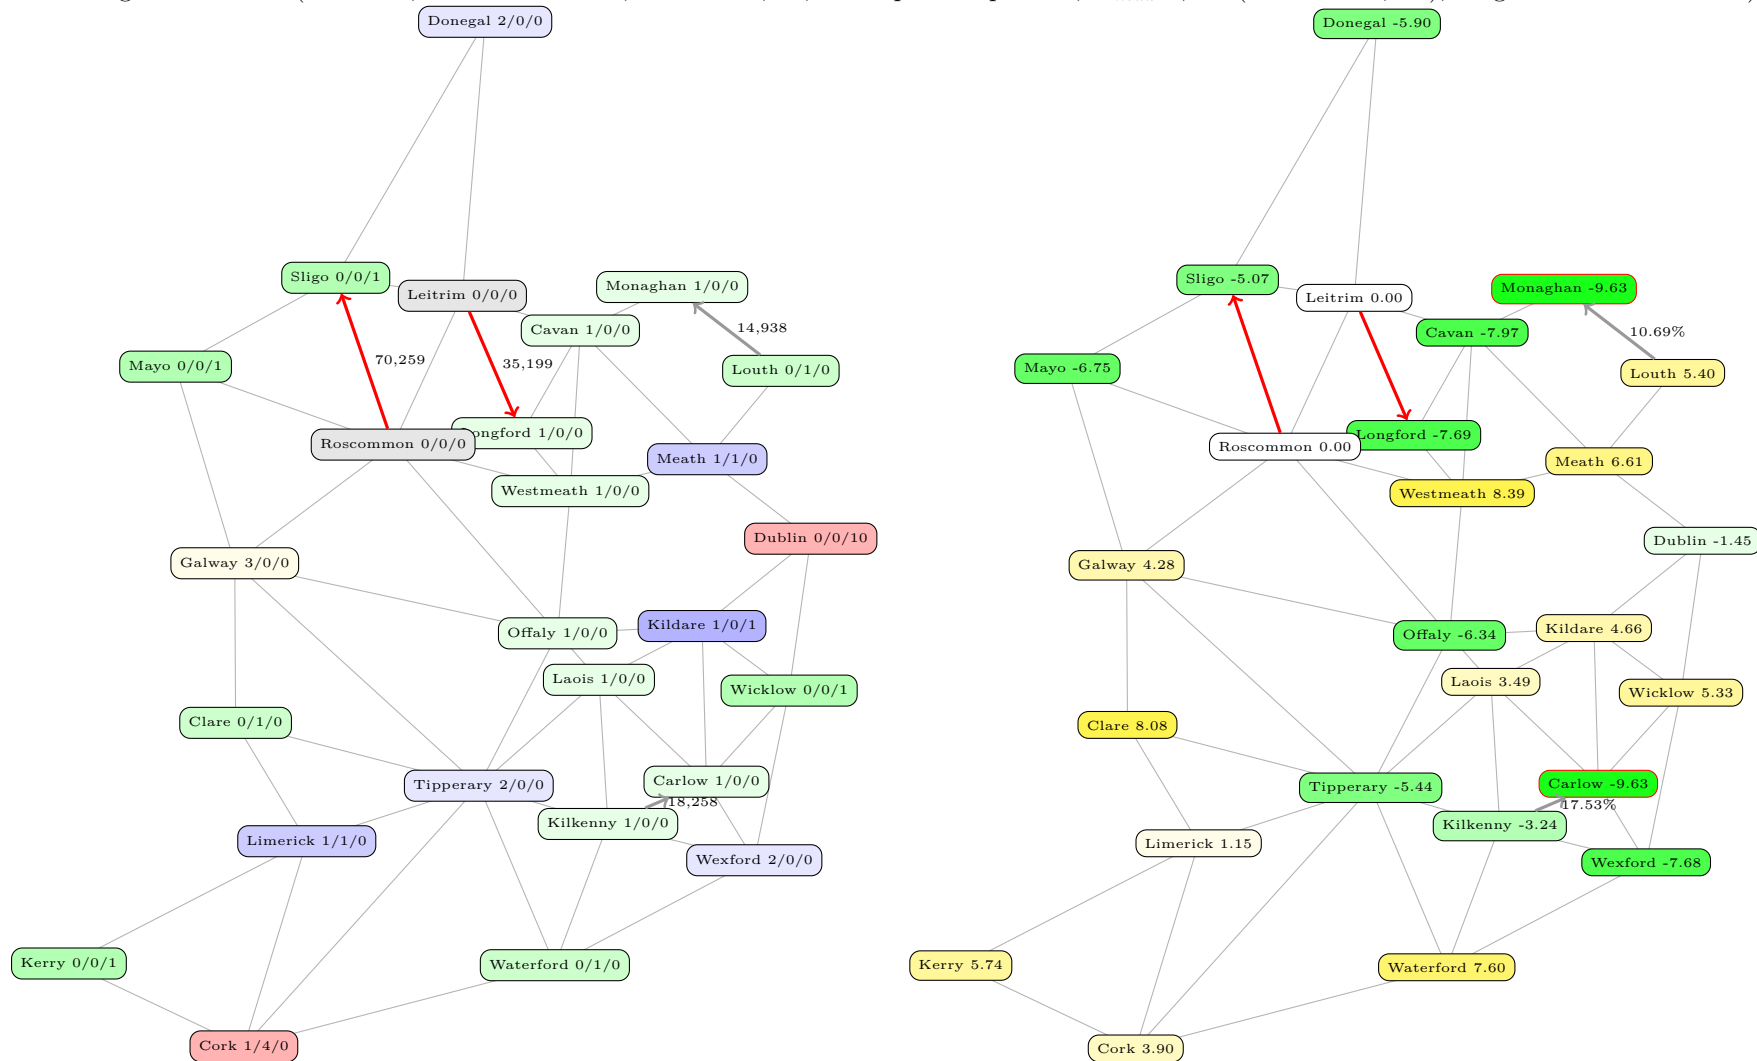 Donegal 2/0/0
Sligo 0/0/1
Leitrim 0/0/0
Monaghan 1/0/0
Cavan 1/0/0
14,938
Mayo 0/0/1
70,259
35,199
Louth 0/1/0
Roscommon 0/0/0
ongford 1/0/0
Meath 1/1/0
Westmeath 1/0/0
Dublin 0/0/10
Galway 3/0/0
Offaly 1/0/0
Kildare 1/0/1
Laois 1/0/0
Wicklow 0/0/1
Clare 0/1/0
Tipperary 2/0/0
Carlow 1/0/0
18,258
Kilkenny 1/0/0
Limerick 1/1/0
Wexford 2/0/0
Kerry 0/0/1
Waterford 0/1/0
Cork 1/4/0
Donegal -5.90
Sligo -5.07
Leitrim 0.00
Monaghan -9.63
Cavan -7.97
10.69%
Mayo -6.75
Louth 5.40
Roscommon 0.00
Longford -7.69
Meath 6.61
Westmeath 8.39
Dublin -1.45
Galway 4.28
Offaly -6.34
Kildare 4.66
Laois 3.49
Wicklow 5.33
Clare 8.08
Tipperary -5.44
Carlow -9.63
17.53%
Kilkenny -3.24
Limerick 1.15
Wexford -7.68
Kerry 5.74
Waterford 7.60
Cork 3.90